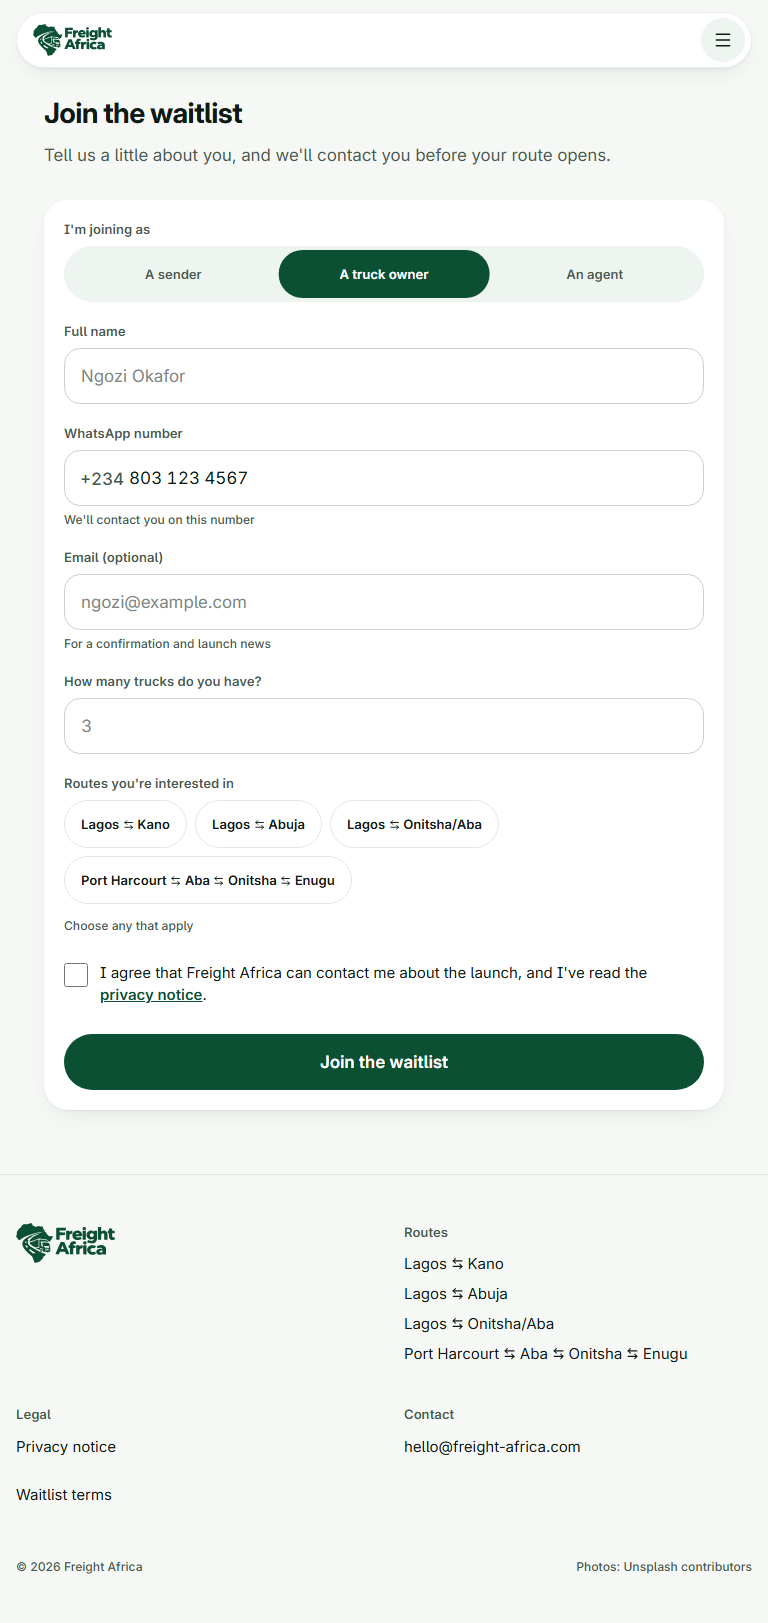 Freight
Africa
Join the waitlist
Tell us a little about you, and we'll contact you before your route opens.
I'm joining as
A sender
A truck owner
An agent
Full name
Ngozi Okafor
WhatsApp number
+234 803 123 4567
We'll contact you on this number
Email (optional)
ngozi@example.com
For a confirmation and launch news
How many trucks do you have?
3
Routes you're interested in
Lagos ⇆ Kano
Lagos ⇆ Abuja
Lagos ⇆ Onitsha/Aba
Port Harcourt ⇆ Aba ⇆ Onitsha ⇆ Enugu
Choose any that apply
I agree that Freight Africa can contact me about the launch, and I've read the
privacy notice.
Join the waitlist
Freight
Africa
Routes
Lagos ⇆ Kano
Lagos ⇆ Abuja
Lagos ⇆ Onitsha/Aba
Port Harcourt ⇆ Aba ⇆ Onitsha ⇆ Enugu
Legal
Privacy notice
Waitlist terms
Contact
hello@freight-africa.com
© 2026 Freight Africa
Photos: Unsplash contributors